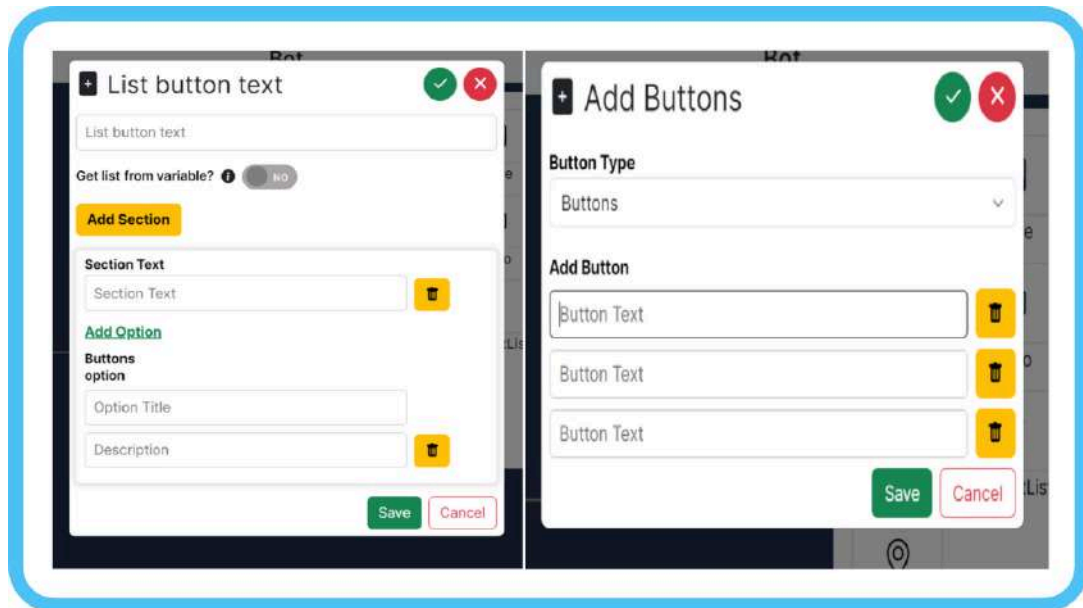 Bot
List button text
List button text
Get list from variable? NO
Add Section
Section Text
Section Text
Add Option
Buttons
option
Option Title
Description
Save Cancel
Bot
Add Buttons
Button Type
Buttons
Add Button
Button Text
Button Text
Button Text
Save Cancel